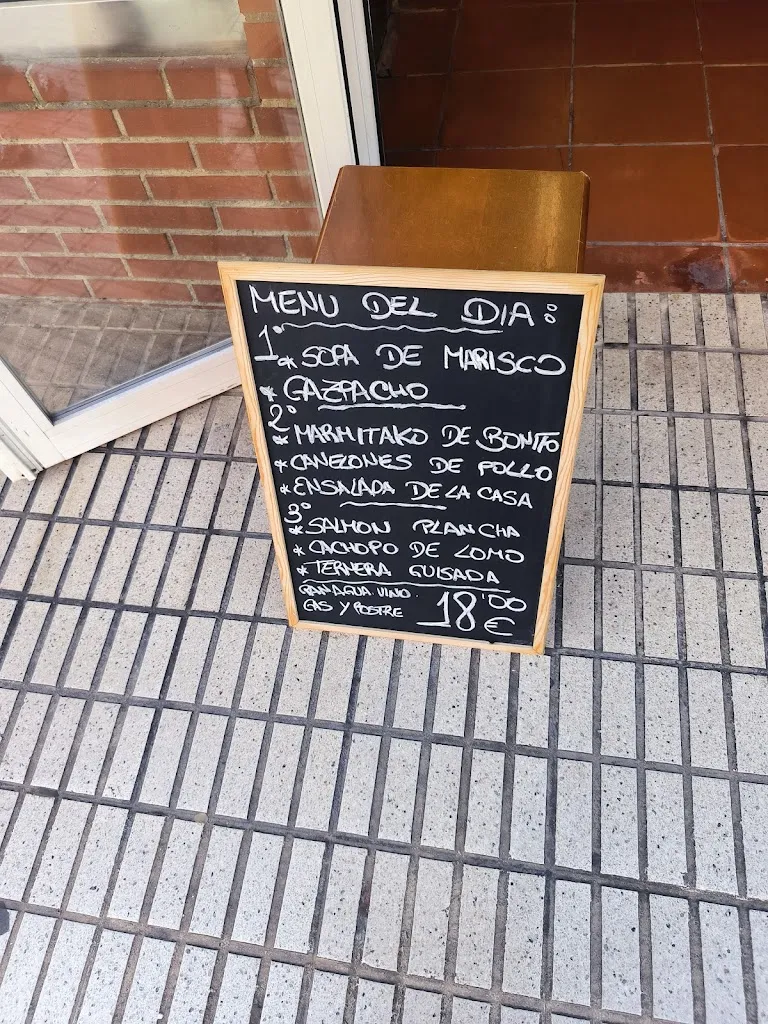 MENU DEL DIA:
1º
* SOPA DE MARISCO
* GAZPACHO
2º
* MARMITAKO DE BONITO
* CANELONES DE POLLO
* ENSALADA DE LA CASA
3º
* SALMON PLANCHA
* CACHOPO DE LOMO
* TERNERA GUISADA
PAN AGUA VINO
GAS Y POSTRE 18'00 €